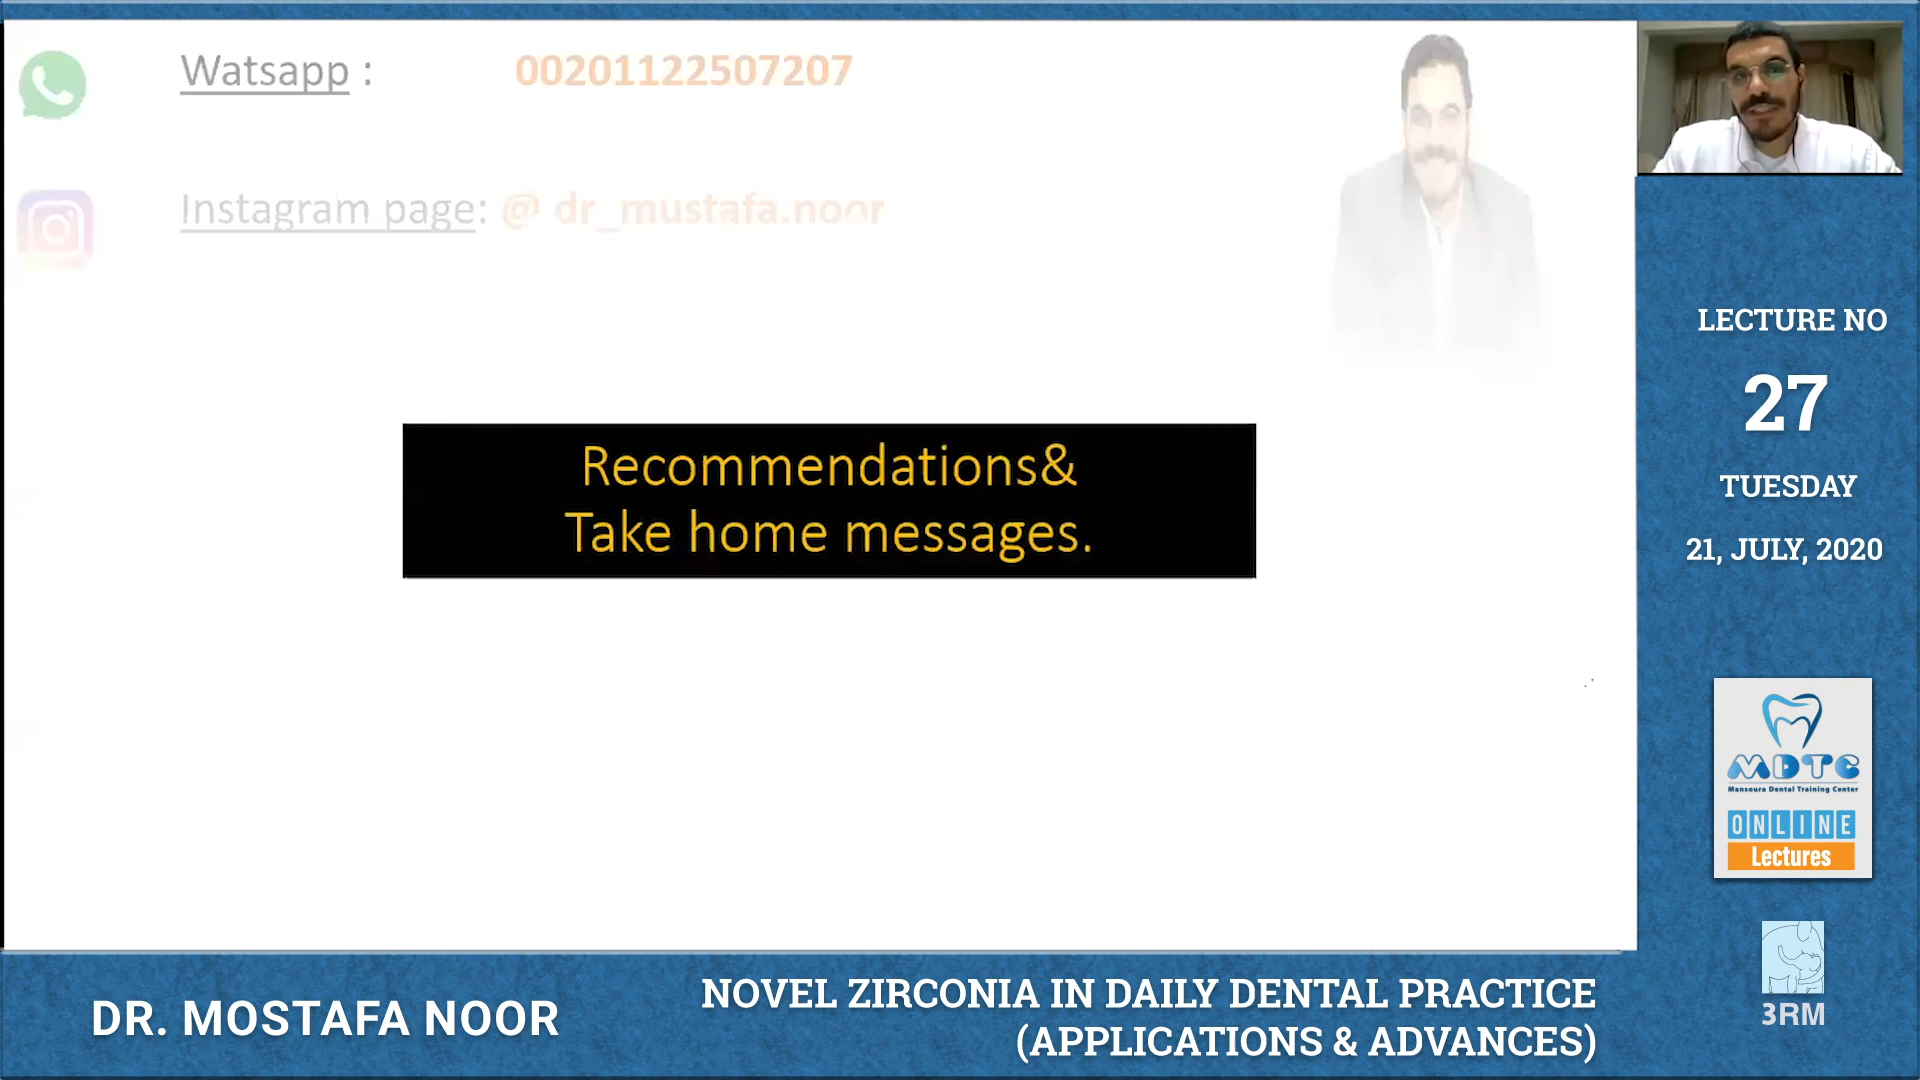 Watsapp : 00201122507207
Instagram page: @ dr_mustafa.noor
Recommendations&
Take home messages.
LECTURE NO
27
TUESDAY
21, JULY, 2020
MDTC
Mansoura Dental Training Center
ONLINE
Lectures
3RM
DR. MOSTAFA NOOR
NOVEL ZIRCONIA IN DAILY DENTAL PRACTICE
(APPLICATIONS & ADVANCES)